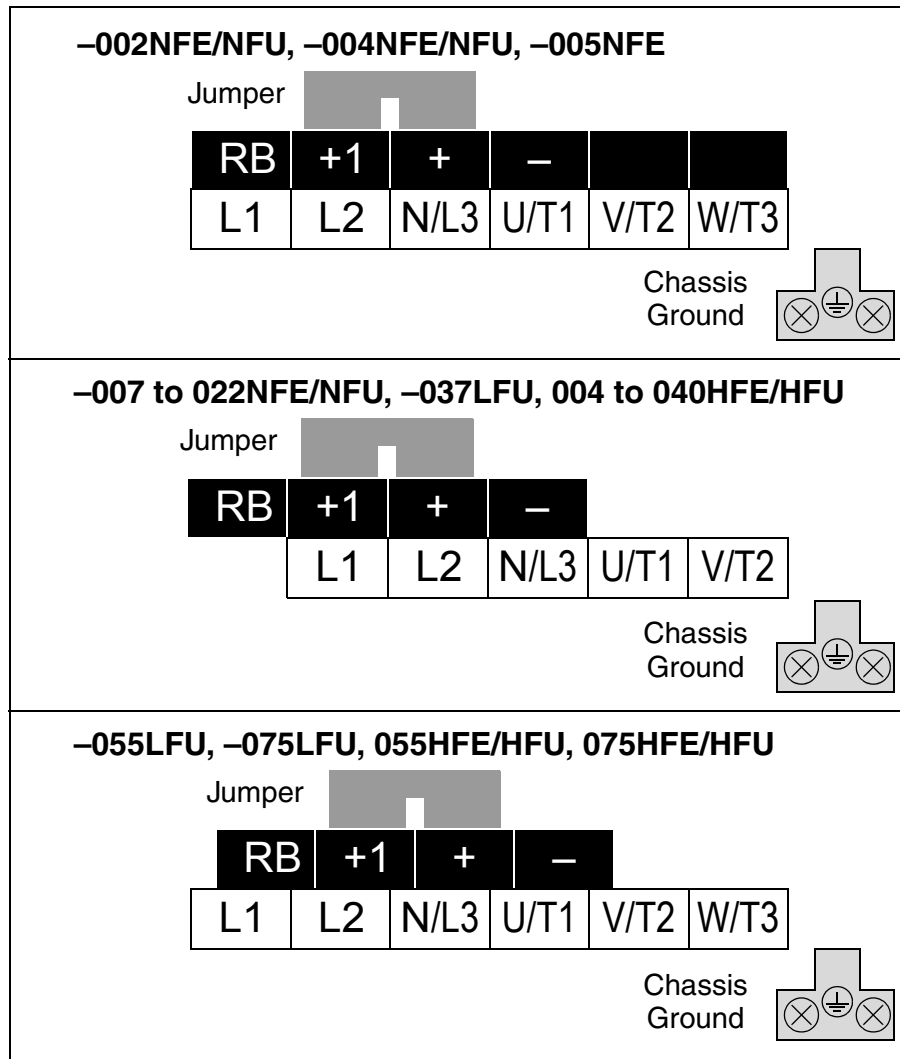 –002NFE/NFU, –004NFE/NFU, –005NFE
Jumper
RB +1 + –
L1 L2 N/L3 U/T1 V/T2 W/T3
Chassis
Ground
–007 to 022NFE/NFU, –037LFU, 004 to 040HFE/HFU
Jumper
RB +1 + –
L1 L2 N/L3 U/T1 V/T2
Chassis
Ground
–055LFU, –075LFU, 055HFE/HFU, 075HFE/HFU
Jumper
RB +1 + –
L1 L2 N/L3 U/T1 V/T2 W/T3
Chassis
Ground